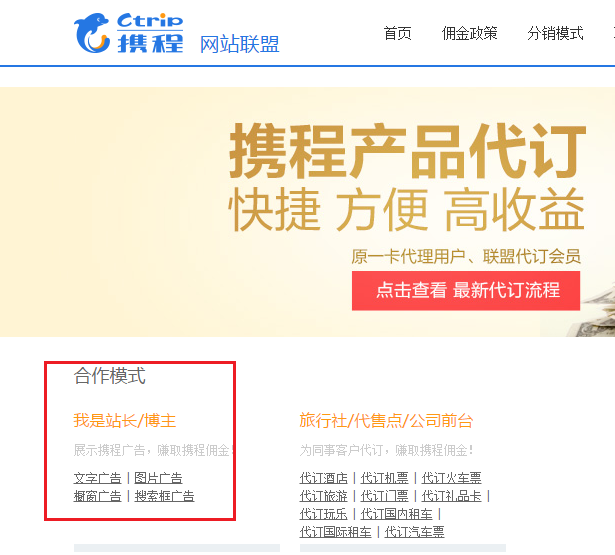 Ctrip
携程 网站联盟 首页 佣金政策 分销模式
携程产品代订
快捷 方便 高收益
原一卡代理用户、联盟代订会员
点击查看 最新代订流程
合作模式
我是站长/博主
展示携程广告，赚取携程佣金!
文字广告 | 图片广告
橱窗广告 | 搜索框广告
旅行社/代售点/公司前台
为同事客户代订，赚取携程佣金!
代订酒店 | 代订机票 | 代订火车票
代订旅游 | 代订门票 | 代订礼品卡 |
代订玩乐 | 代订国内租车 |
代订国际租车 | 代订汽车票